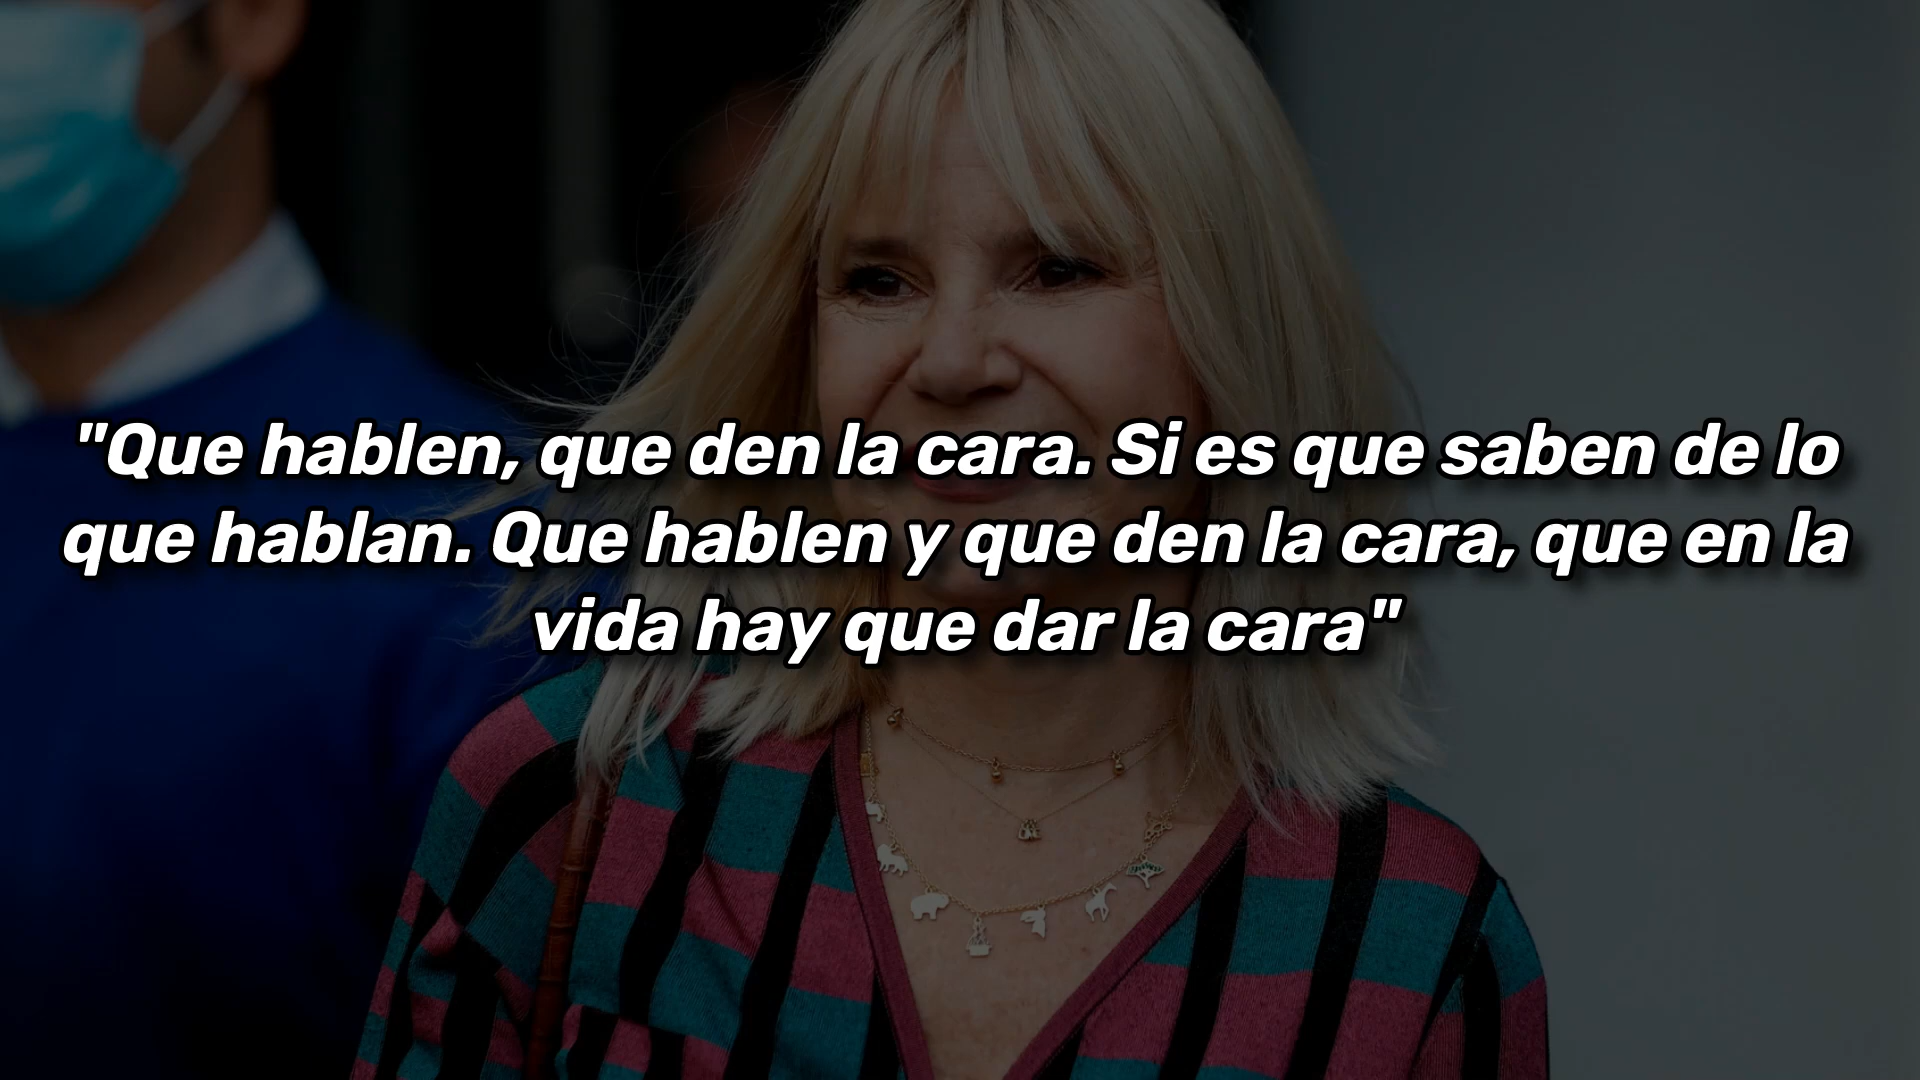 "Que hablen, que den la cara. Si es que saben de lo
que hablan. Que hablen y que den la cara, que en la
vida hay que dar la cara"